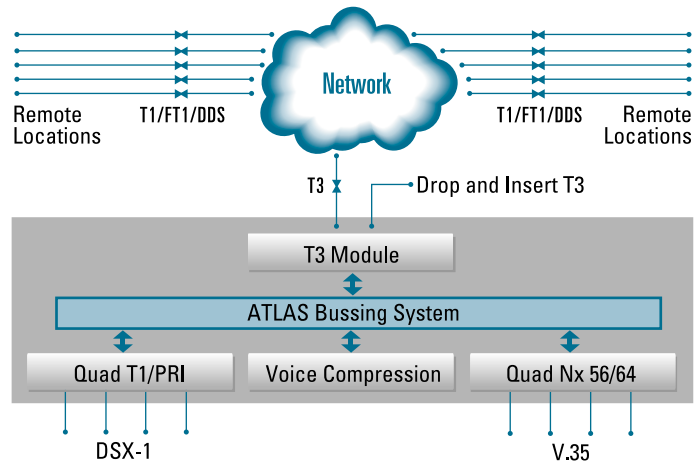 Network
Remote
Locations
T1/FT1/DDS
T1/FT1/DDS
Remote
Locations
T3
Drop and Insert T3
T3 Module
ATLAS Bussing System
Quad T1/PRI
Voice Compression
Quad Nx 56/64
DSX-1
V.35